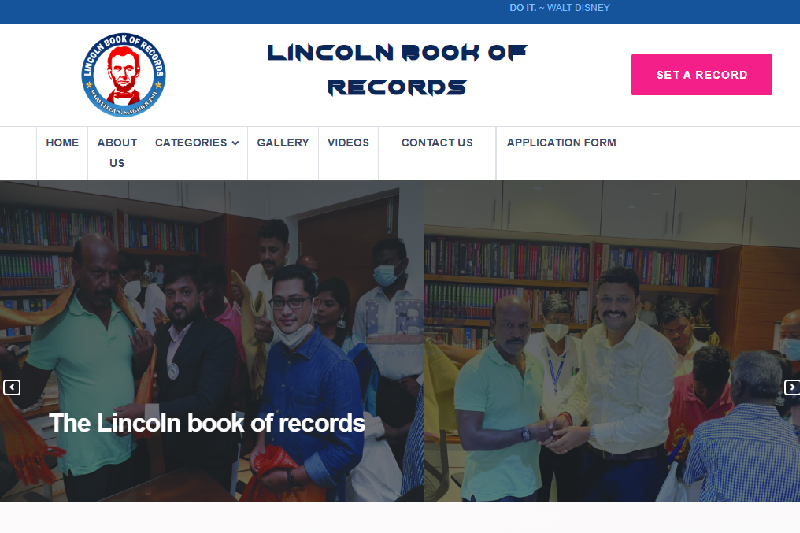 DO IT. ~ WALT DISNEY
LINCOLN BOOK OF RECORDS
LINCOLN BOOK OF
RECORDS
SET A RECORD
HOME
ABOUT
US
CATEGORIES
GALLERY
VIDEOS
CONTACT US
APPLICATION FORM
The Lincoln book of records